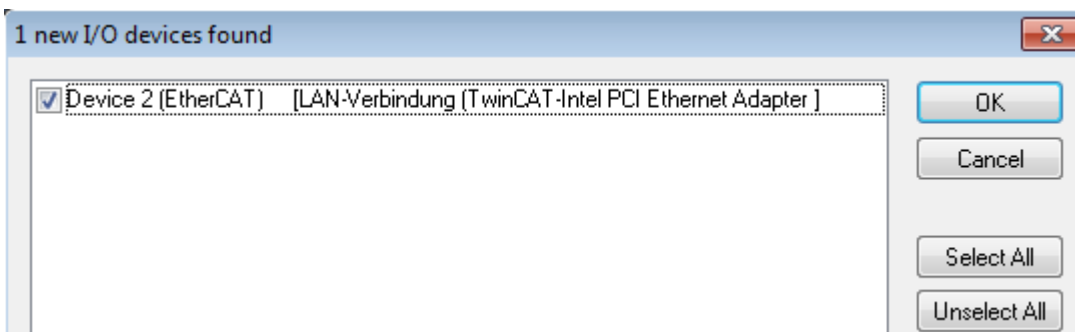 1 new I/O devices found
Device 2 (EtherCAT) [LAN-Verbindung (TwinCAT-Intel PCI Ethernet Adapter ]
OK
Cancel
Select All
Unselect All